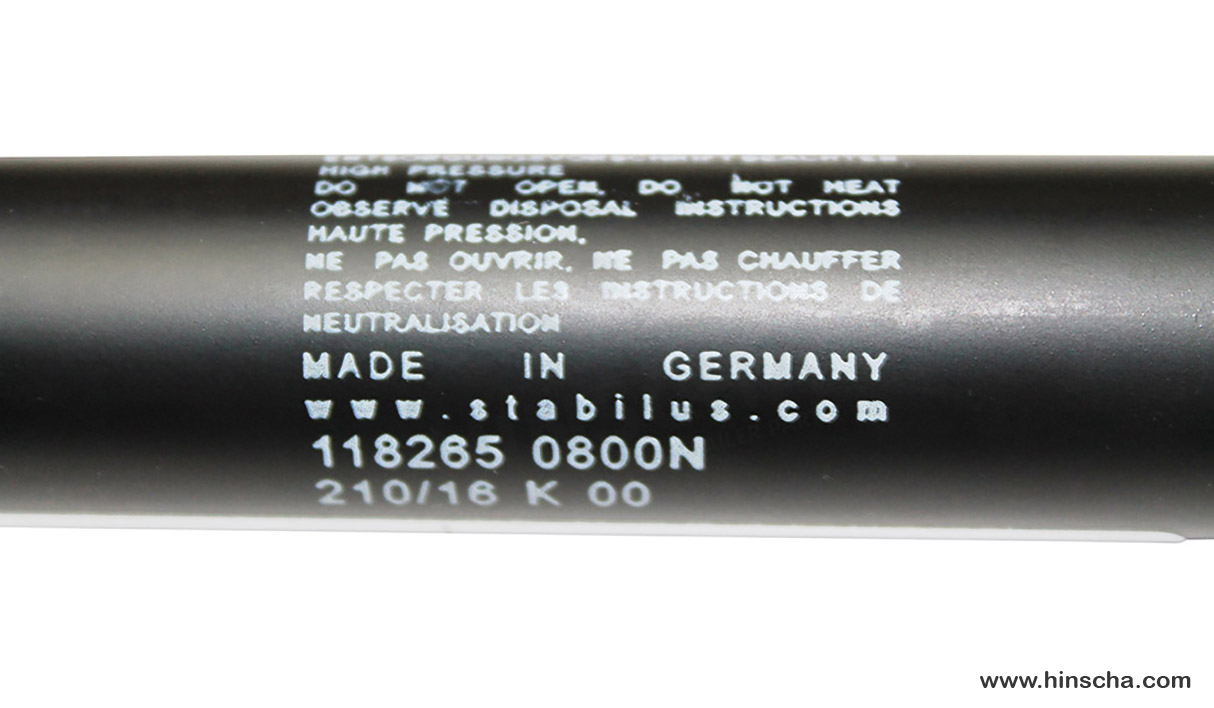 HIGH PRESSURE
DO NOT OPEN, DO NOT HEAT
OBSERVE DISPOSAL INSTRUCTIONS
HAUTE PRESSION,
NE PAS OUVRIR, NE PAS CHAUFFER
RESPECTER LES INSTRUCTIONS DE
NEUTRALISATION
MADE IN GERMANY
www.stabilus.com
118265 0800N
210/16 K 00
www.hinscha.com